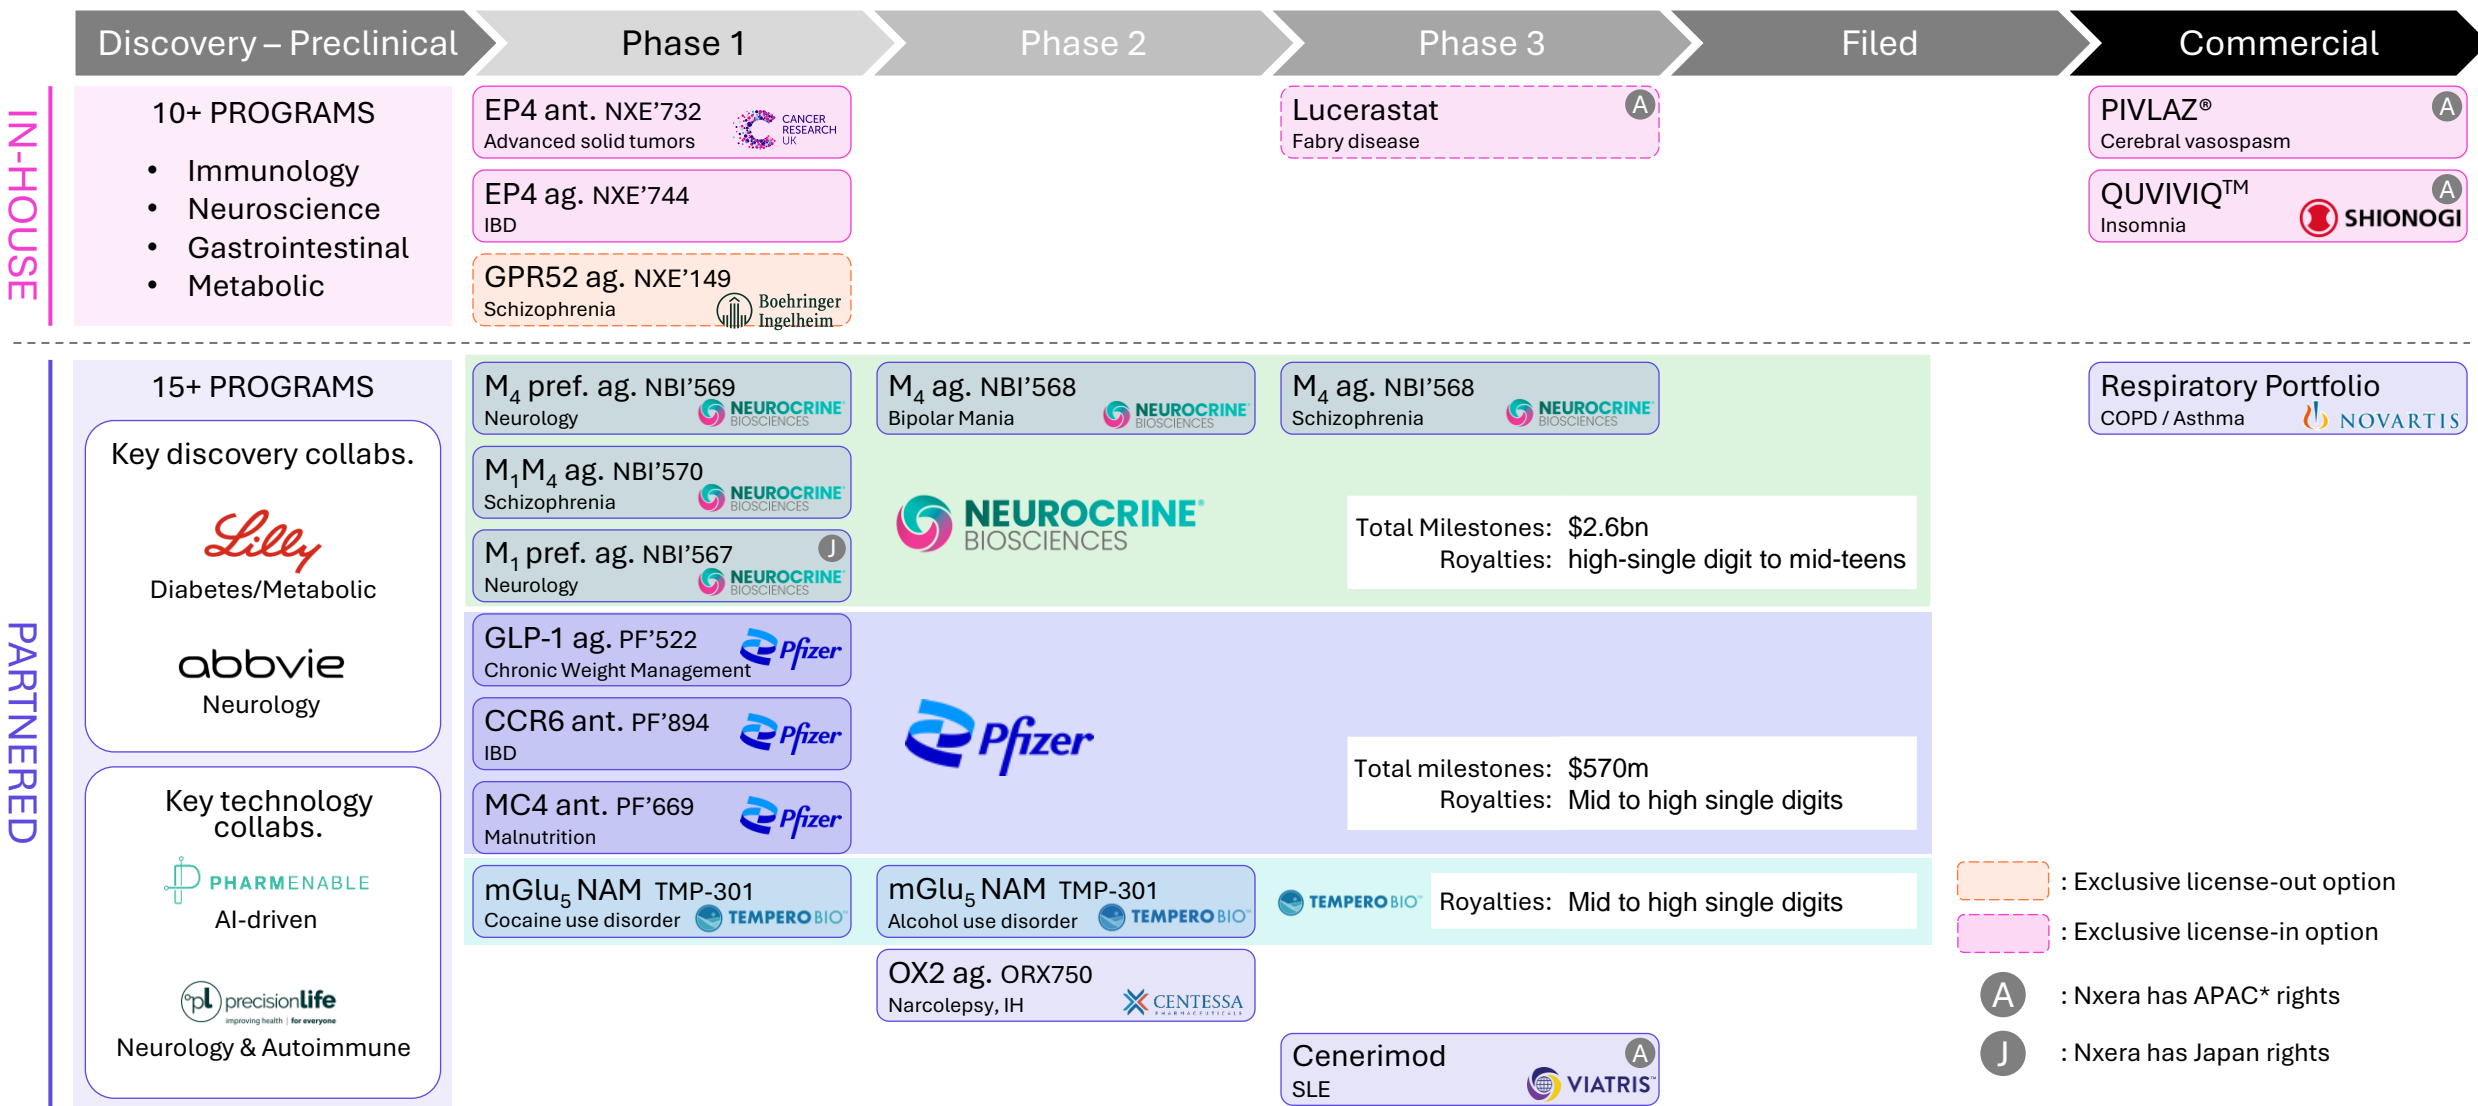 Discovery – Preclinical
Phase 1
Phase 2
Phase 3
Filed
Commercial
IN-HOUSE
10+ PROGRAMS
• Immunology
• Neuroscience
• Gastrointestinal
• Metabolic
EP4 ant. NXE’732
Advanced solid tumors
CANCER
RESEARCH
UK
EP4 ag. NXE’744
IBD
GPR52 ag. NXE’149
Schizophrenia
Boehringer
Ingelheim
Lucerastat
Fabry disease
A
PIVLAZ®
Cerebral vasospasm
A
QUVIVIQ™
Insomnia
A
SHIONOGI
PARTNERED
15+ PROGRAMS
Key discovery collabs.
Lilly
Diabetes/Metabolic
abbvie
Neurology
Key technology
collabs.
PHARMENABLE
AI-driven
pl precisionlife
improving health | for everyone
Neurology & Autoimmune
M₄ pref. ag. NBI’569
Neurology
NEUROCRINE
BIOSCIENCES
M₁M₄ ag. NBI’570
Schizophrenia
NEUROCRINE
BIOSCIENCES
M₁ pref. ag. NBI’567
Neurology
J
NEUROCRINE
BIOSCIENCES
M₄ ag. NBI’568
Bipolar Mania
NEUROCRINE
BIOSCIENCES
M₄ ag. NBI’568
Schizophrenia
NEUROCRINE
BIOSCIENCES
NEUROCRINE
BIOSCIENCES
Total Milestones: $2.6bn
Royalties: high-single digit to mid-teens
Respiratory Portfolio
COPD / Asthma
NOVARTIS
GLP-1 ag. PF’522
Chronic Weight Management
Pfizer
CCR6 ant. PF’894
IBD
Pfizer
MC4 ant. PF’669
Malnutrition
Pfizer
Pfizer
Total milestones: $570m
Royalties: Mid to high single digits
mGlu₅ NAM TMP-301
Cocaine use disorder
TEMPERO BIO™
mGlu₅ NAM TMP-301
Alcohol use disorder
TEMPERO BIO™
TEMPERO BIO™
Royalties: Mid to high single digits
OX2 ag. ORX750
Narcolepsy, IH
CENTESSA
PHARMACEUTICALS
Cenerimod
SLE
A
VIATRIS™
: Exclusive license-out option
: Exclusive license-in option
A : Nxera has APAC* rights
J : Nxera has Japan rights